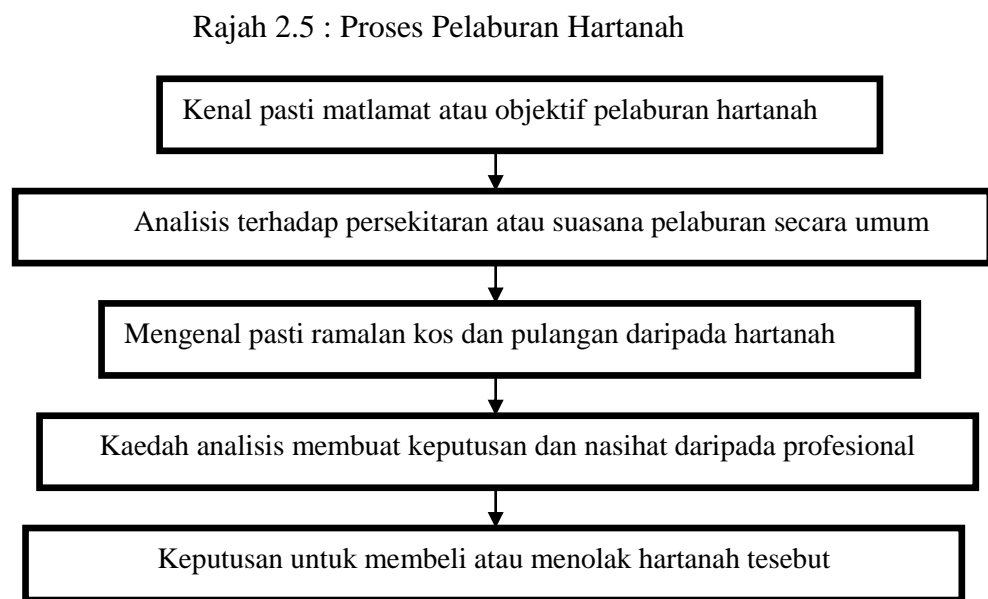 Rajah 2.5 : Proses Pelaburan Hartanah
Kenal pasti matlamat atau objektif pelaburan hartanah
Analisis terhadap persekitaran atau suasana pelaburan secara umum
Mengenal pasti ramalan kos dan pulangan daripada hartanah
Kaedah analisis membuat keputusan dan nasihat daripada profesional
Keputusan untuk membeli atau menolak hartanah tesebut